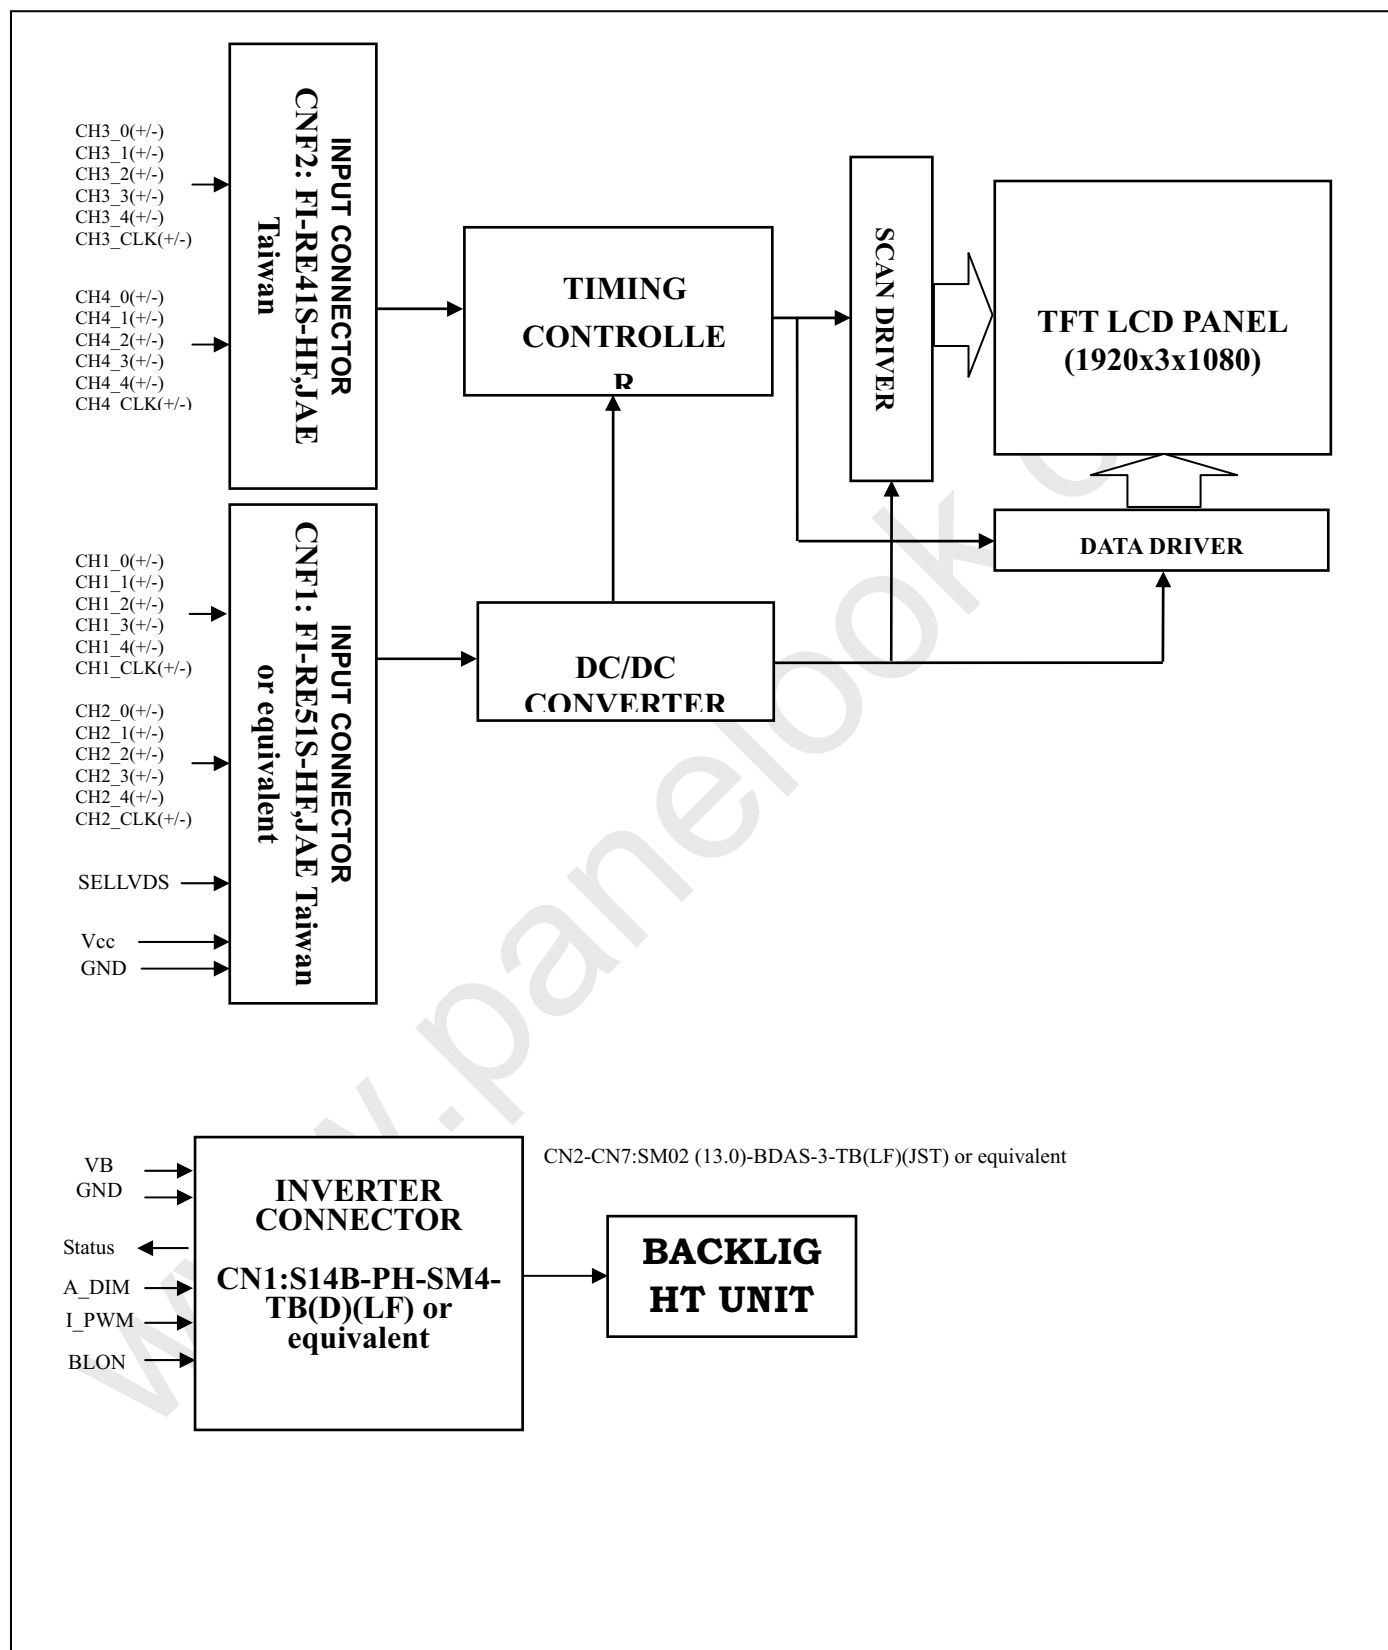 CH3_0(+/-)
CH3_1(+/-)
CH3_2(+/-)
CH3_3(+/-)
CH3_4(+/-)
CH3_CLK(+/-)
CH4_0(+/-)
CH4_1(+/-)
CH4_2(+/-)
CH4_3(+/-)
CH4_4(+/-)
CH4_CLK(+/-)
INPUT CONNECTOR
CNF2: FI-RE41S-HF,JAE
Taiwan
TIMING
CONTROLLE
R
SCAN DRIVER
TFT LCD PANEL
(1920x3x1080)
DATA DRIVER
CH1_0(+/-)
CH1_1(+/-)
CH1_2(+/-)
CH1_3(+/-)
CH1_4(+/-)
CH1_CLK(+/-)
CH2_0(+/-)
CH2_1(+/-)
CH2_2(+/-)
CH2_3(+/-)
CH2_4(+/-)
CH2_CLK(+/-)
SELLVDS
Vcc
GND
INPUT CONNECTOR
CNF1: FI-RE51S-HF,JAE Taiwan
or equivalent
DC/DC
CONVERTER
VB
GND
Status
A_DIM
I_PWM
BLON
INVERTER
CONNECTOR
CN1:S14B-PH-SM4-
TB(D)(LF) or
equivalent
CN2-CN7:SM02 (13.0)-BDAS-3-TB(LF)(JST) or equivalent
BACKLIG
HT UNIT